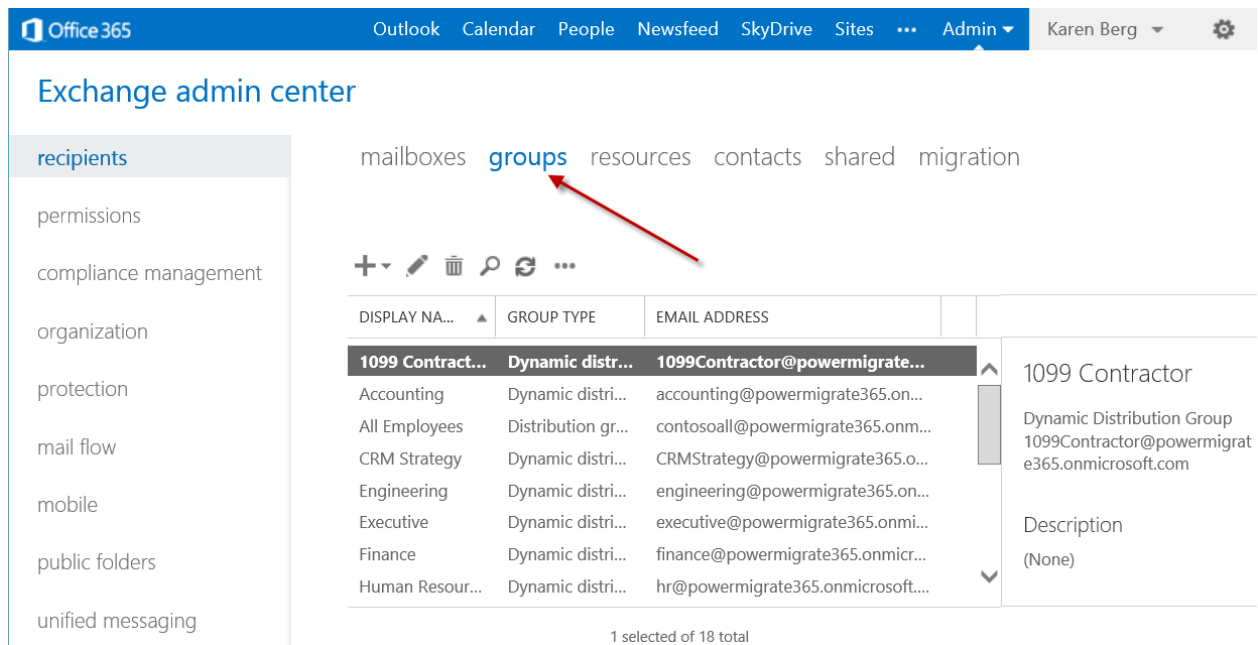 Office 365 Outlook Calendar People Newsfeed SkyDrive Sites ••• Admin Karen Berg
Exchange admin center
recipients
permissions
compliance management
organization
protection
mail flow
mobile
public folders
unified messaging
mailboxes groups resources contacts shared migration
DISPLAY NA... GROUP TYPE EMAIL ADDRESS
1099 Contract... Dynamic distr... 1099Contractor@powermigrate...
Accounting Dynamic distri... accounting@powermigrate365.on...
All Employees Distribution gr... contosoall@powermigrate365.onm...
CRM Strategy Dynamic distri... CRMStrategy@powermigrate365.o...
Engineering Dynamic distri... engineering@powermigrate365.on...
Executive Dynamic distri... executive@powermigrate365.onmi...
Finance Dynamic distri... finance@powermigrate365.onmicr...
Human Resour... Dynamic distri... hr@powermigrate365.onmicrosoft....
1 selected of 18 total
1099 Contractor
Dynamic Distribution Group
1099Contractor@powermigrat
e365.onmicrosoft.com
Description
(None)